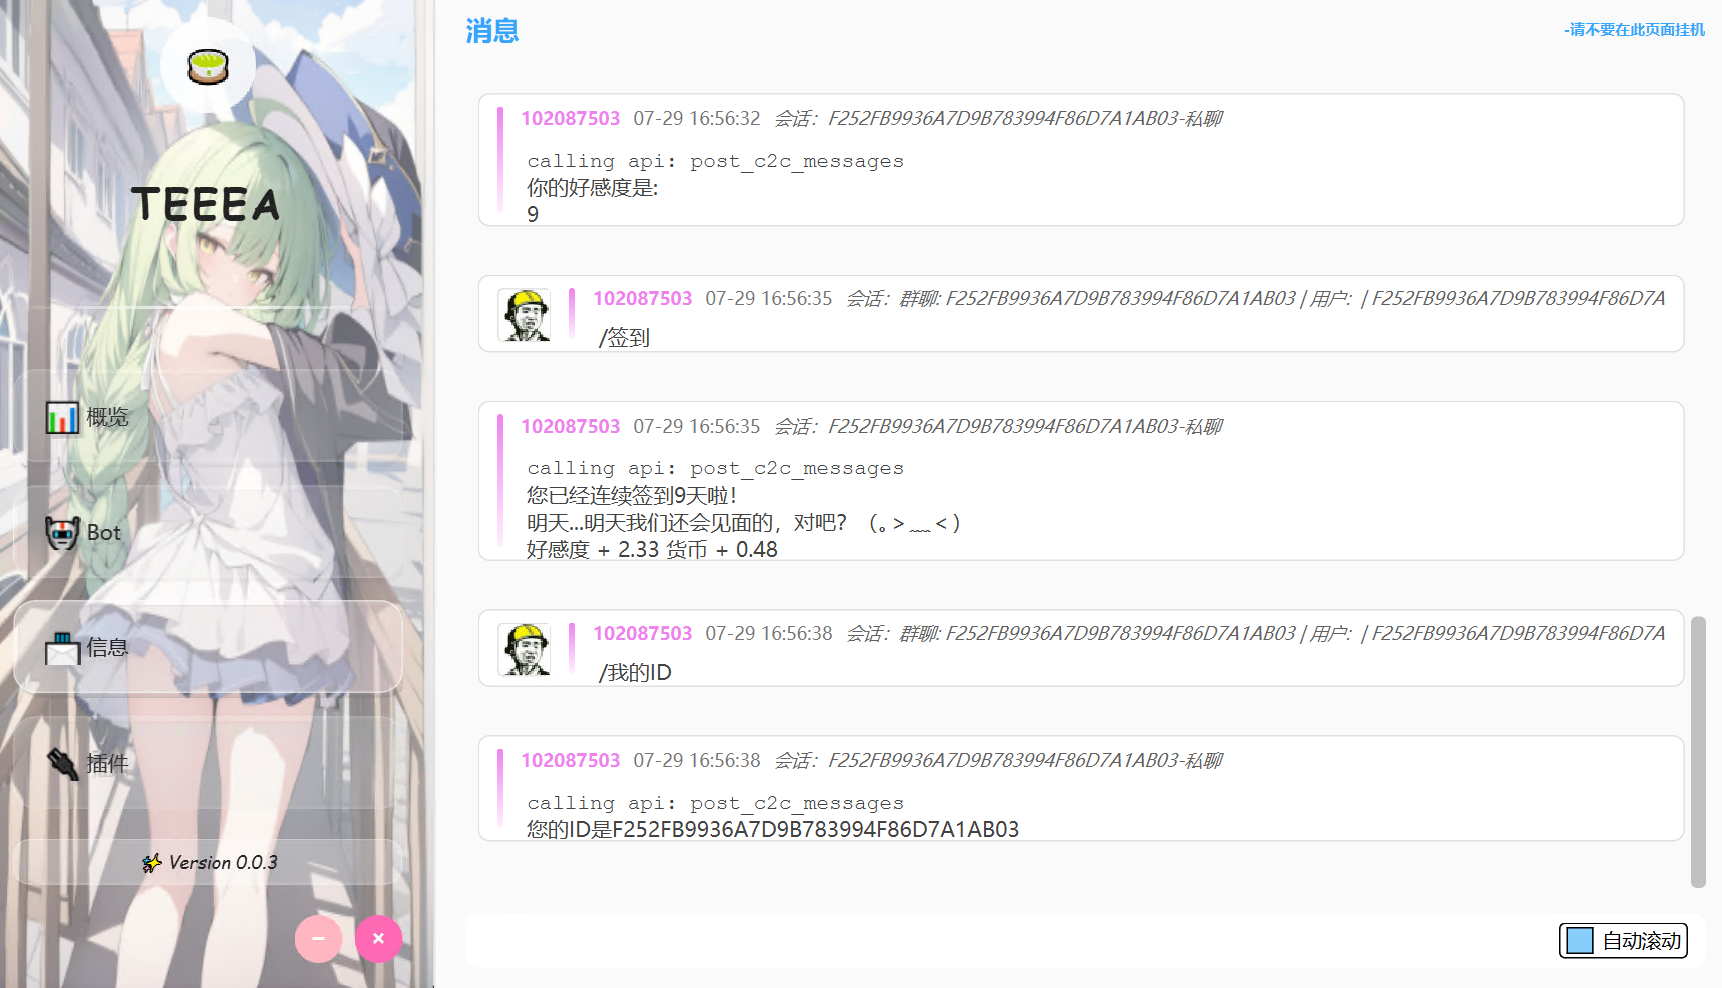 TEEEA
概览
Bot
信息
插件
Version 0.0.3
消息
-请不要在此页面挂机
102087503 07-29 16:56:32 会话：F252FB9936A7D9B783994F86D7A1AB03-私聊
calling api: post_c2c_messages
你的好感度是:
9
102087503 07-29 16:56:35 会话：群聊: F252FB9936A7D9B783994F86D7A1AB03 | 用户: | F252FB9936A7D9B783994F86D7A
/签到
102087503 07-29 16:56:35 会话：F252FB9936A7D9B783994F86D7A1AB03-私聊
calling api: post_c2c_messages
您已经连续签到9天啦！
明天...明天我们还会见面的，对吧？（｡>﹏<）
好感度 + 2.33 货币 + 0.48
102087503 07-29 16:56:38 会话：群聊: F252FB9936A7D9B783994F86D7A1AB03 | 用户: | F252FB9936A7D9B783994F86D7A
/我的ID
102087503 07-29 16:56:38 会话：F252FB9936A7D9B783994F86D7A1AB03-私聊
calling api: post_c2c_messages
您的ID是F252FB9936A7D9B783994F86D7A1AB03
自动滚动